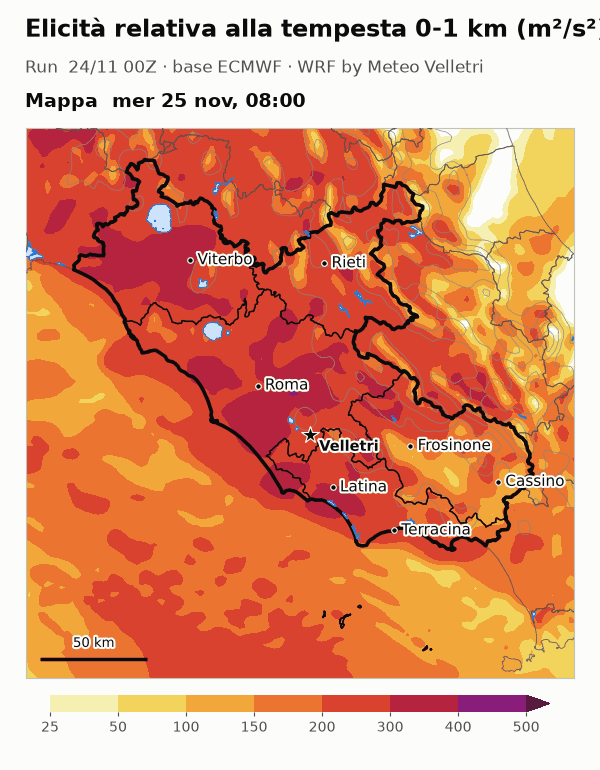 Elicità relativa alla tempesta 0-1 km (m²/s²)
Run  24/11 00Z · base ECMWF · WRF by Meteo Velletri
Mappa  mer 25 nov, 08:00
Viterbo
Rieti
Roma
Velletri
Frosinone
Cassino
Latina
Terracina
50 km
25 50 100 150 200 300 400 500